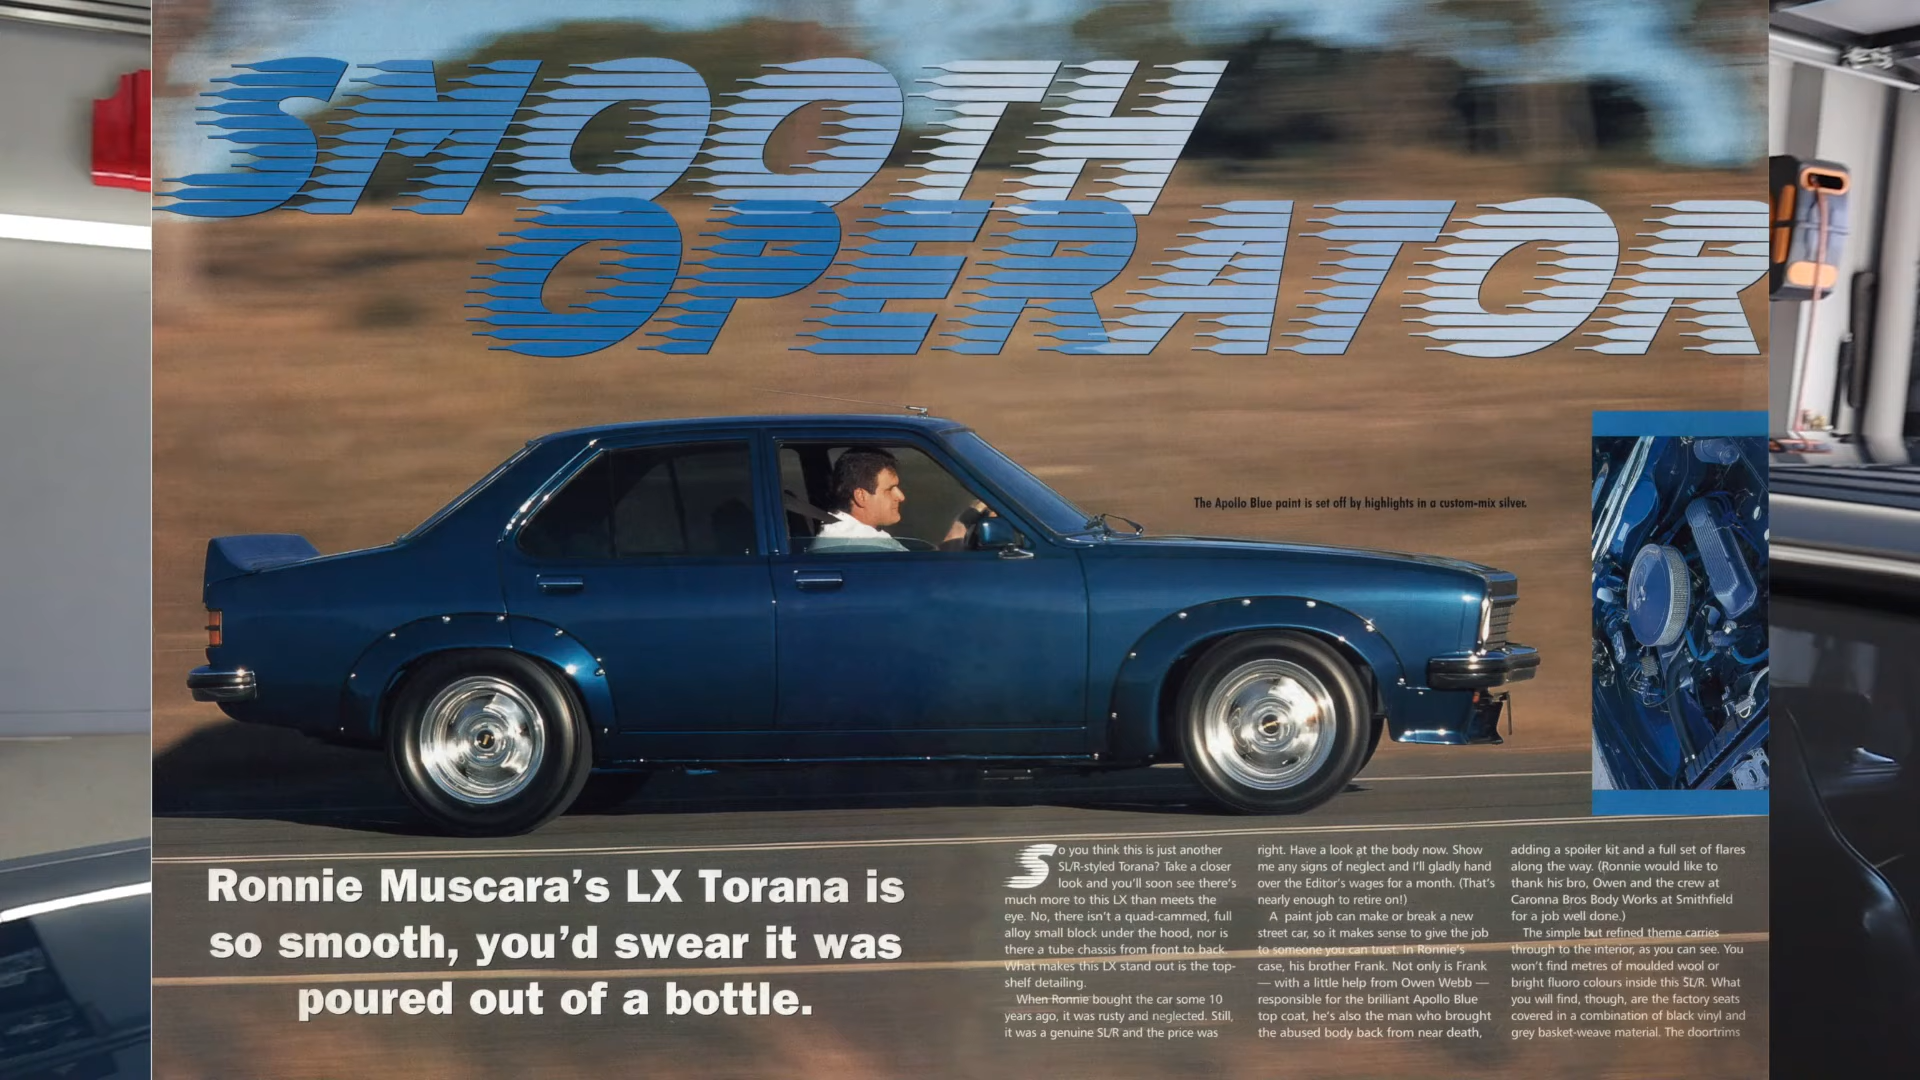 SMOOTH
OPERATOR
The Apollo Blue paint is set off by highlights in a custom-mix silver.
Ronnie Muscara's LX Torana is
so smooth, you'd swear it was
poured out of a bottle.
So you think this is just another
SL/R-styled Torana? Take a closer
look and you'll soon see there's
much more to this LX than meets the
eye. No, there isn't a quad-cammed, full
alloy small block under the hood, nor is
there a tube chassis from front to back.
What makes this LX stand out is the top-
shelf detailing.
When Ronnie bought the car some 10
years ago, it was rusty and neglected. Still,
it was a genuine SL/R and the price was
right. Have a look at the body now. Show
me any signs of neglect and I'll gladly hand
over the Editor's wages for a month. (That's
nearly enough to retire on!)
A paint job can make or break a new
street car, so it makes sense to give the job
to someone you can trust. In Ronnie's
case, his brother Frank. Not only is Frank
— with a little help from Owen Webb —
responsible for the brilliant Apollo Blue
top coat, he's also the man who brought
the abused body back from near death,
adding a spoiler kit and a full set of flares
along the way. (Ronnie would like to
thank his bro, Owen and the crew at
Caronna Bros Body Works at Smithfield
for a job well done.)
The simple but refined theme carries
through to the interior, as you can see. You
won't find metres of moulded wool or
bright fluoro colours inside this SL/R. What
you will find, though, are the factory seats
covered in a combination of black vinyl and
grey basket-weave material. The doortrims